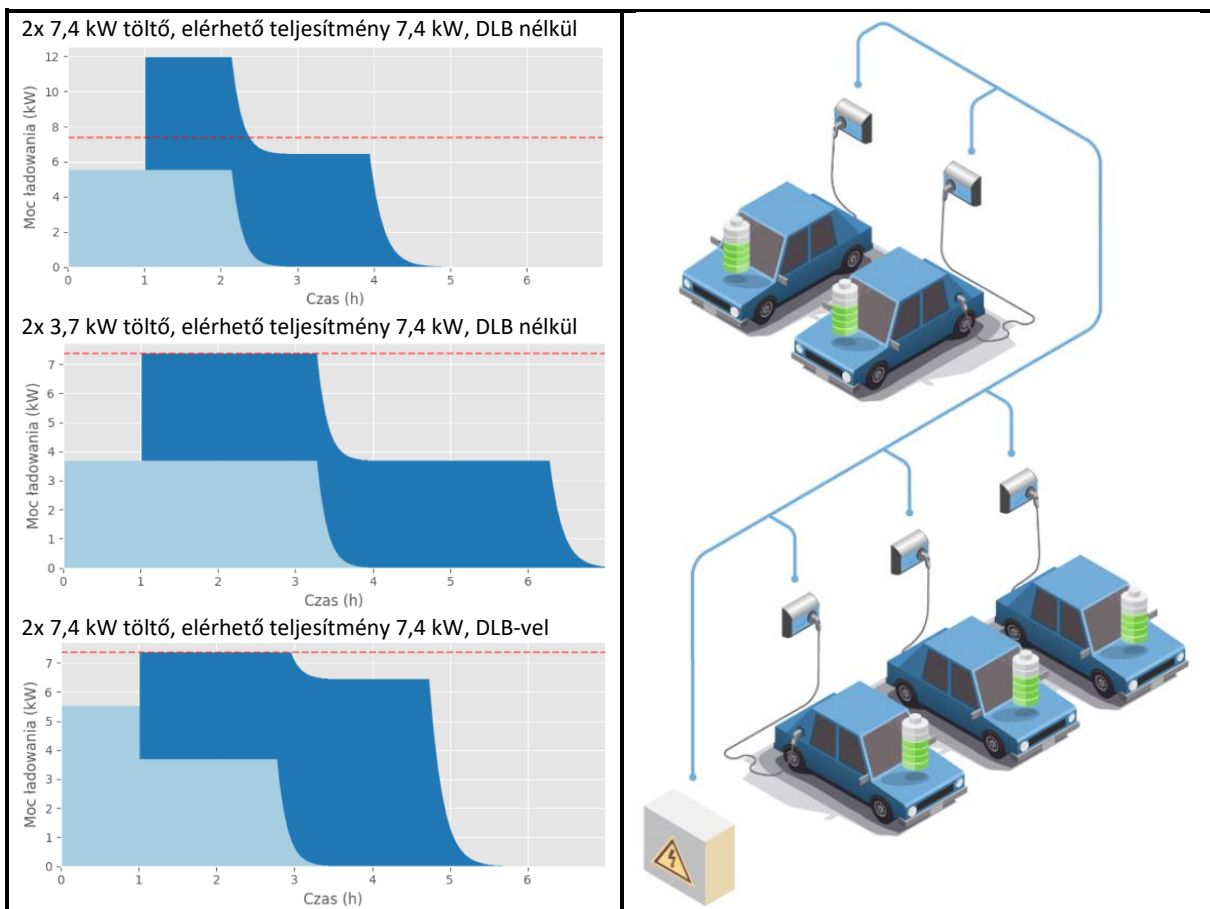 2x 7,4 kW töltő, elérhető teljesítmény 7,4 kW, DLB nélkül
Moc ładowania (kW)
12
10
8
6
4
2
0
0 1 2 3 4 5 6
Czas (h)
2x 3,7 kW töltő, elérhető teljesítmény 7,4 kW, DLB nélkül
Moc ładowania (kW)
7
6
5
4
3
2
1
0
0 1 2 3 4 5 6
Czas (h)
2x 7,4 kW töltő, elérhető teljesítmény 7,4 kW, DLB-vel
Moc ładowania (kW)
7
6
5
4
3
2
1
0
0 1 2 3 4 5 6
Czas (h)